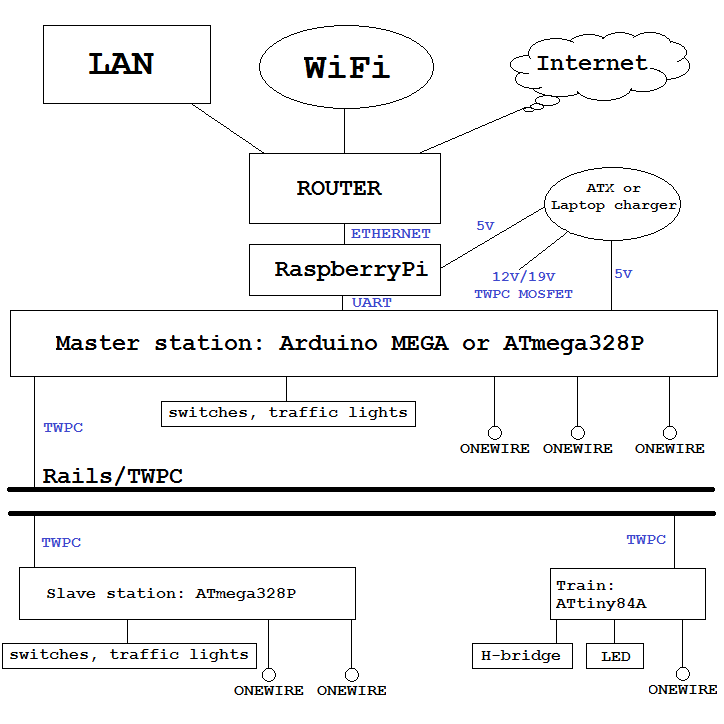 LAN
WiFi
Internet
ROUTER
ATX or
Laptop charger
ETHERNET
5V
RaspberryPi
12V/19V
TWPC MOSFET
5V
UART
Master station: Arduino MEGA or ATmega328P
switches, traffic lights
TWPC
ONEWIRE
ONEWIRE
ONEWIRE
Rails/TWPC
TWPC
TWPC
Slave station: ATmega328P
Train:
ATtiny84A
switches, traffic lights
H-bridge
LED
ONEWIRE
ONEWIRE
ONEWIRE